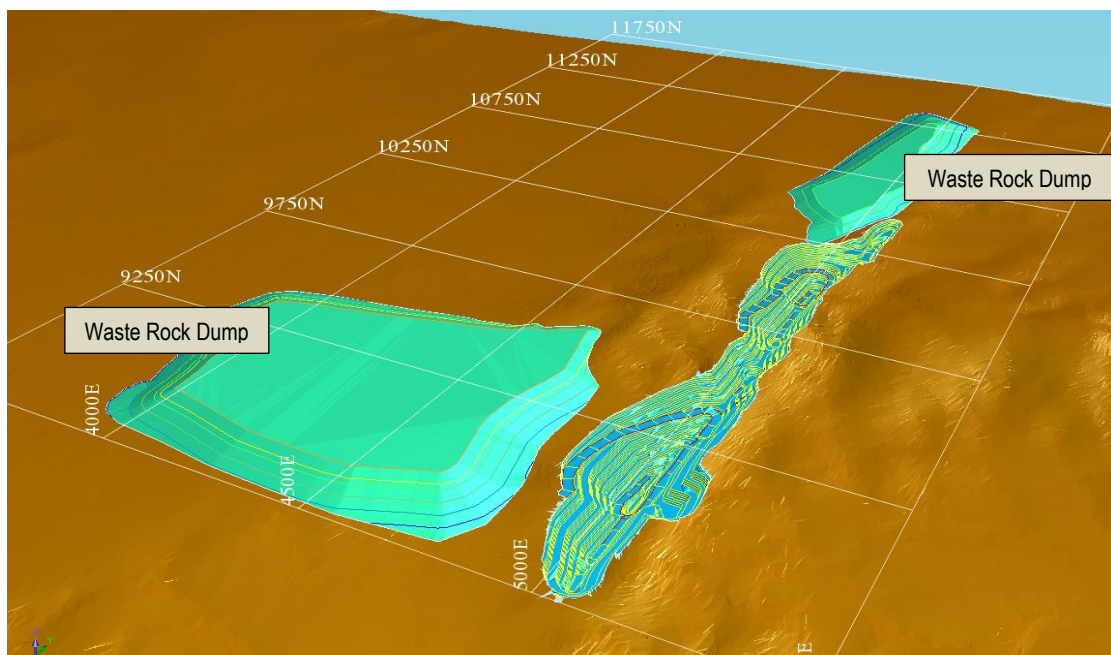 11750N
11250N
10750N
10250N
9750N
9250N
Waste Rock Dump
Waste Rock Dump
4000E
4500E
5000E
E
Z
Y